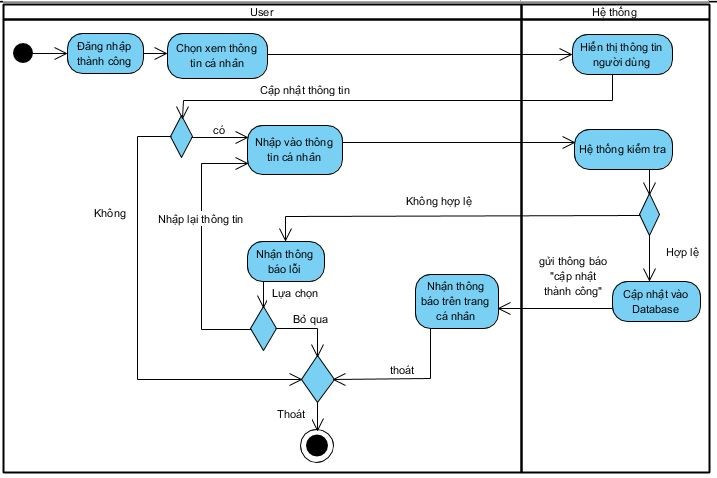 User
Hệ thống
Đăng nhập
thành công
Chọn xem thông
tin cá nhân
Hiển thị thông tin
người dùng
Cập nhật thông tin
có
Nhập vào thông
tin cá nhân
Hệ thống kiểm tra
Không
Nhập lại thông tin
Không hợp lệ
Hợp lệ
Nhận thông
báo lỗi
gửi thông báo
"cập nhật
thành công"
Lựa chọn
Nhận thông
báo trên trang
cá nhân
Cập nhật vào
Database
Bỏ qua
thoát
Thoát